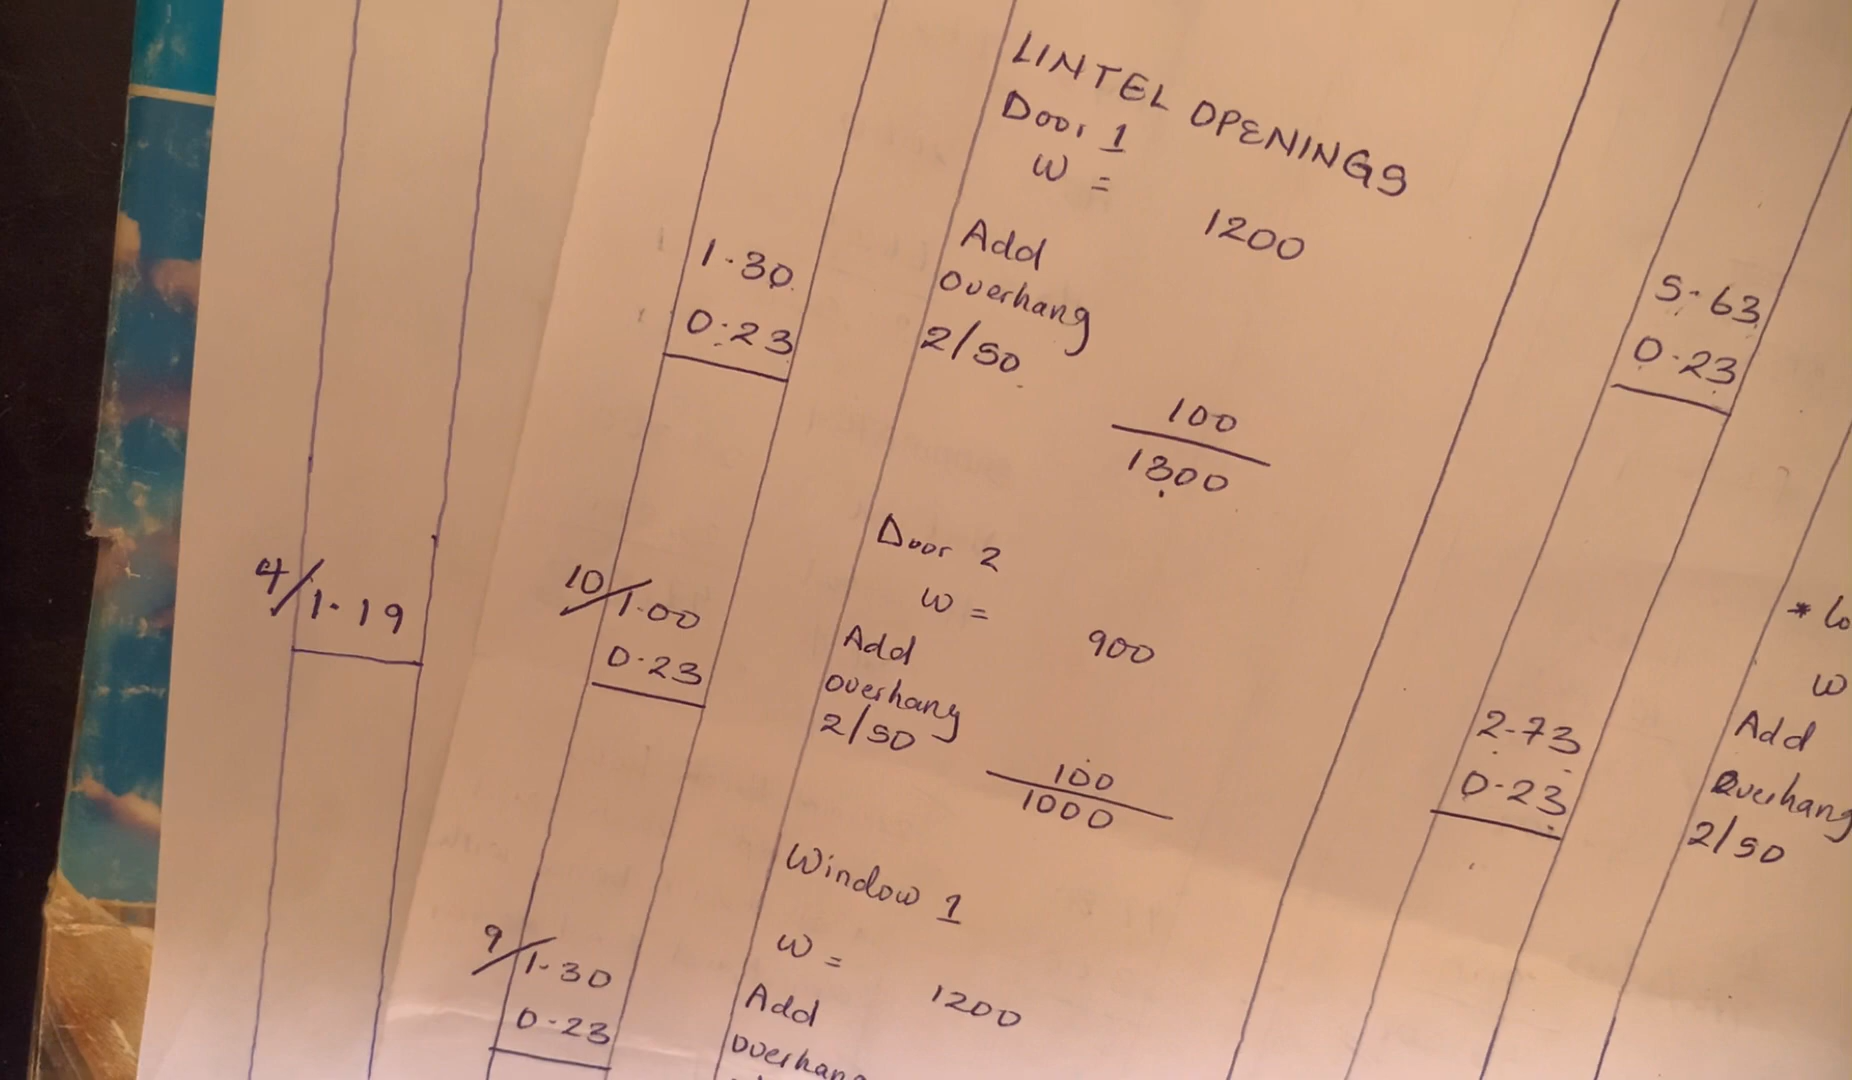 LINTEL OPENINGS
Door 1
W =
1200
Add
overhang
2/50
100
1300
1.30
0.23
Door 2
W =
900
Add
overhang
2/50
100
1000
10/1.00
0.23
Window 1
W =
1200
Add
overhang
9/1.30
0.23
4/1.19
5.63
0.23
2.73
0.23
*
W
Add
Overhang
2/50